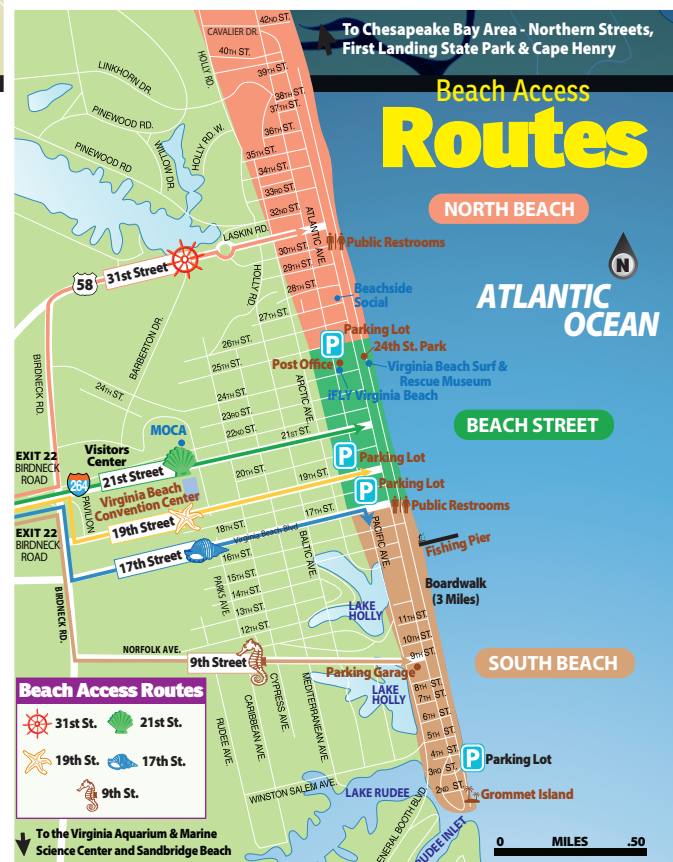 To Chesapeake Bay Area - Northern Streets,
First Landing State Park & Cape Henry
Beach Access
Routes
NORTH BEACH
N
ATLANTIC
OCEAN
BEACH STREET
SOUTH BEACH
42ND ST.
CAVALIER DR.
40TH ST.
HOLLY RD.
39TH ST.
LINKHORN DR.
38TH ST.
37TH ST.
PINEWOOD RD.
36TH ST.
HOLLY RD. W.
PINEWOOD RD
WILLOW DR.
35TH ST.
34TH ST.
33RD ST.
32ND ST.
ATLANTIC AVE.
LASKIN RD.
Public Restrooms
30TH ST.
31st Street
58
29TH ST.
HOLLY RD.
28TH ST.
Beachside
Social
27TH ST.
BARBERTON DR.
Parking Lot
P
26TH ST.
24th St. Park
BIRDNECK RD.
25TH ST.
Post Office
Virginia Beach Surf &
Rescue Museum
24TH ST.
24TH ST.
ARCTIC AVE.
iFLY Virginia Beach
23RD ST.
22ND ST.
21ST ST.
MOCA
EXIT 22
BIRDNECK
ROAD
Visitors
Center
21st Street
264
P
Parking Lot
20TH ST.
19TH ST.
Virginia Beach
Convention Center
P
Parking Lot
PAVILION
19th Street
17TH ST.
Public Restrooms
18TH ST.
Virginia Beach Blvd
PACIFIC AVE.
EXIT 22
BIRDNECK
ROAD
17th Street
16TH ST.
BALTIC AVE.
Fishing Pier
15TH ST.
PARKS AVE.
14TH ST.
13TH ST.
12TH ST.
Boardwalk
(3 Miles)
BIRDNECK RD.
LAKE
HOLLY
11TH ST.
10TH ST.
NORFOLK AVE.
9TH ST.
9th Street
Parking Garage
LAKE
HOLLY
8TH ST.
7TH ST.
6TH ST.
5TH ST.
4TH ST.
3RD ST.
2ND ST.
RUDEE AVE.
CARIBBEAN AVE.
CYPRESS AVE.
MEDITERRANEAN AVE.
P
Parking Lot
Grommet Island
WINSTON SALEM AVE.
LAKE RUDEE
GENERAL BOOTH BLVD.
RUDEE INLET
Beach Access Routes
31st St.
21st St.
19th St.
17th St.
9th St.
To the Virginia Aquarium & Marine
Science Center and Sandbridge Beach
0 MILES .50